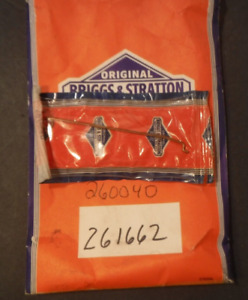 ORIGINAL
BRIGGS & STRATTON
260040
261662